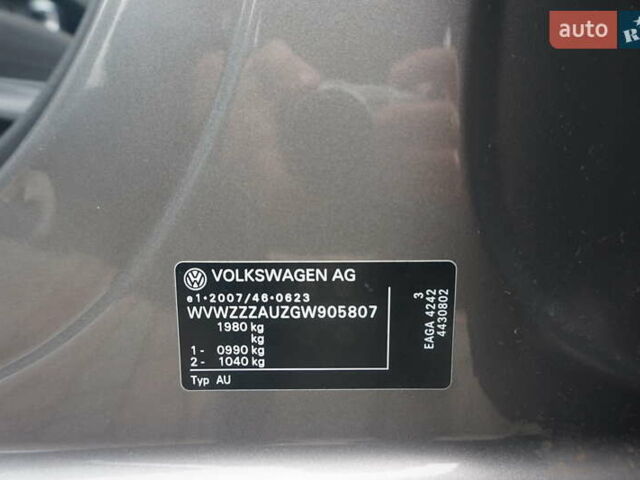 auto R
VOLKSWAGEN AG
e1*2007/46*0623
WVWZZZAUZGW905807
1980 kg
kg
1 - 0990 kg
2 - 1040 kg
Typ AU
3
EAGA 4242
4430802